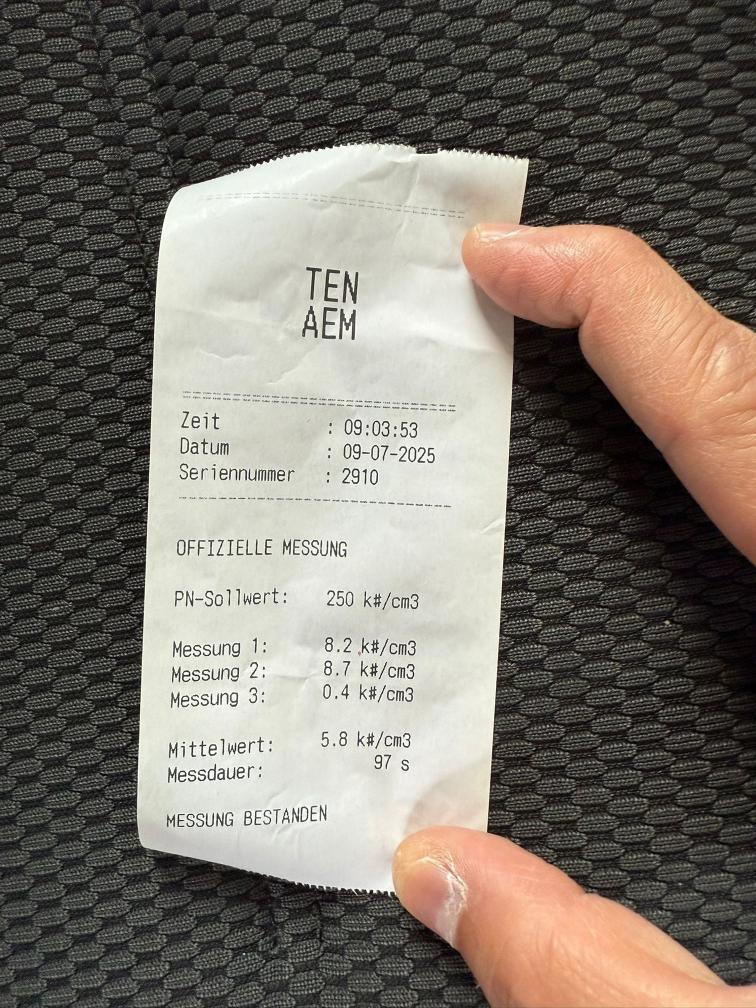 TEN
AEM
Zeit : 09:03:53
Datum : 09-07-2025
Seriennummer : 2910
OFFIZIELLE MESSUNG
PN-Sollwert: 250 k#/cm3
Messung 1: 8.2 k#/cm3
Messung 2: 8.7 k#/cm3
Messung 3: 0.4 k#/cm3
Mittelwert: 5.8 k#/cm3
Messdauer: 97 s
MESSUNG BESTANDEN